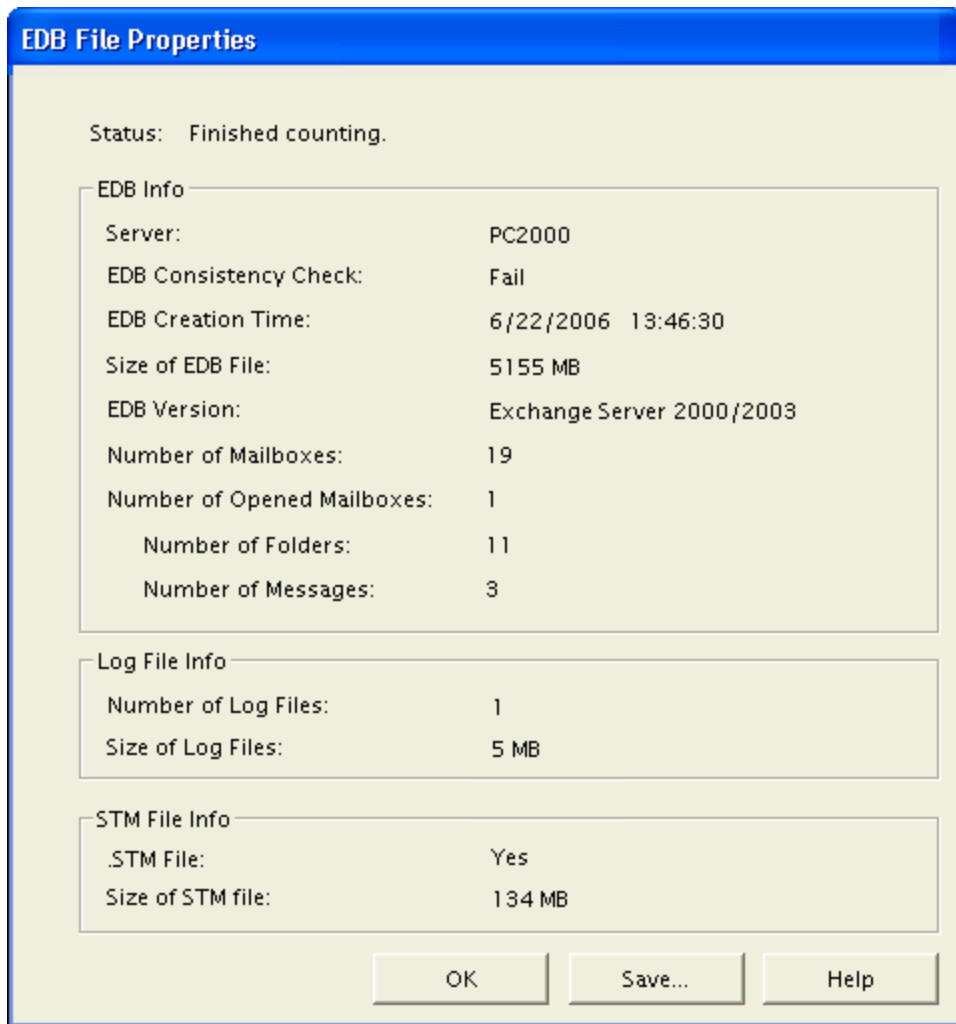 EDB File Properties
Status: Finished counting.
EDB Info
Server: PC2000
EDB Consistency Check: Fail
EDB Creation Time: 6/22/2006 13:46:30
Size of EDB File: 5155 MB
EDB Version: Exchange Server 2000/2003
Number of Mailboxes: 19
Number of Opened Mailboxes: 1
Number of Folders: 11
Number of Messages: 3
Log File Info
Number of Log Files: 1
Size of Log Files: 5 MB
STM File Info
.STM File: Yes
Size of STM file: 134 MB
OK Save... Help